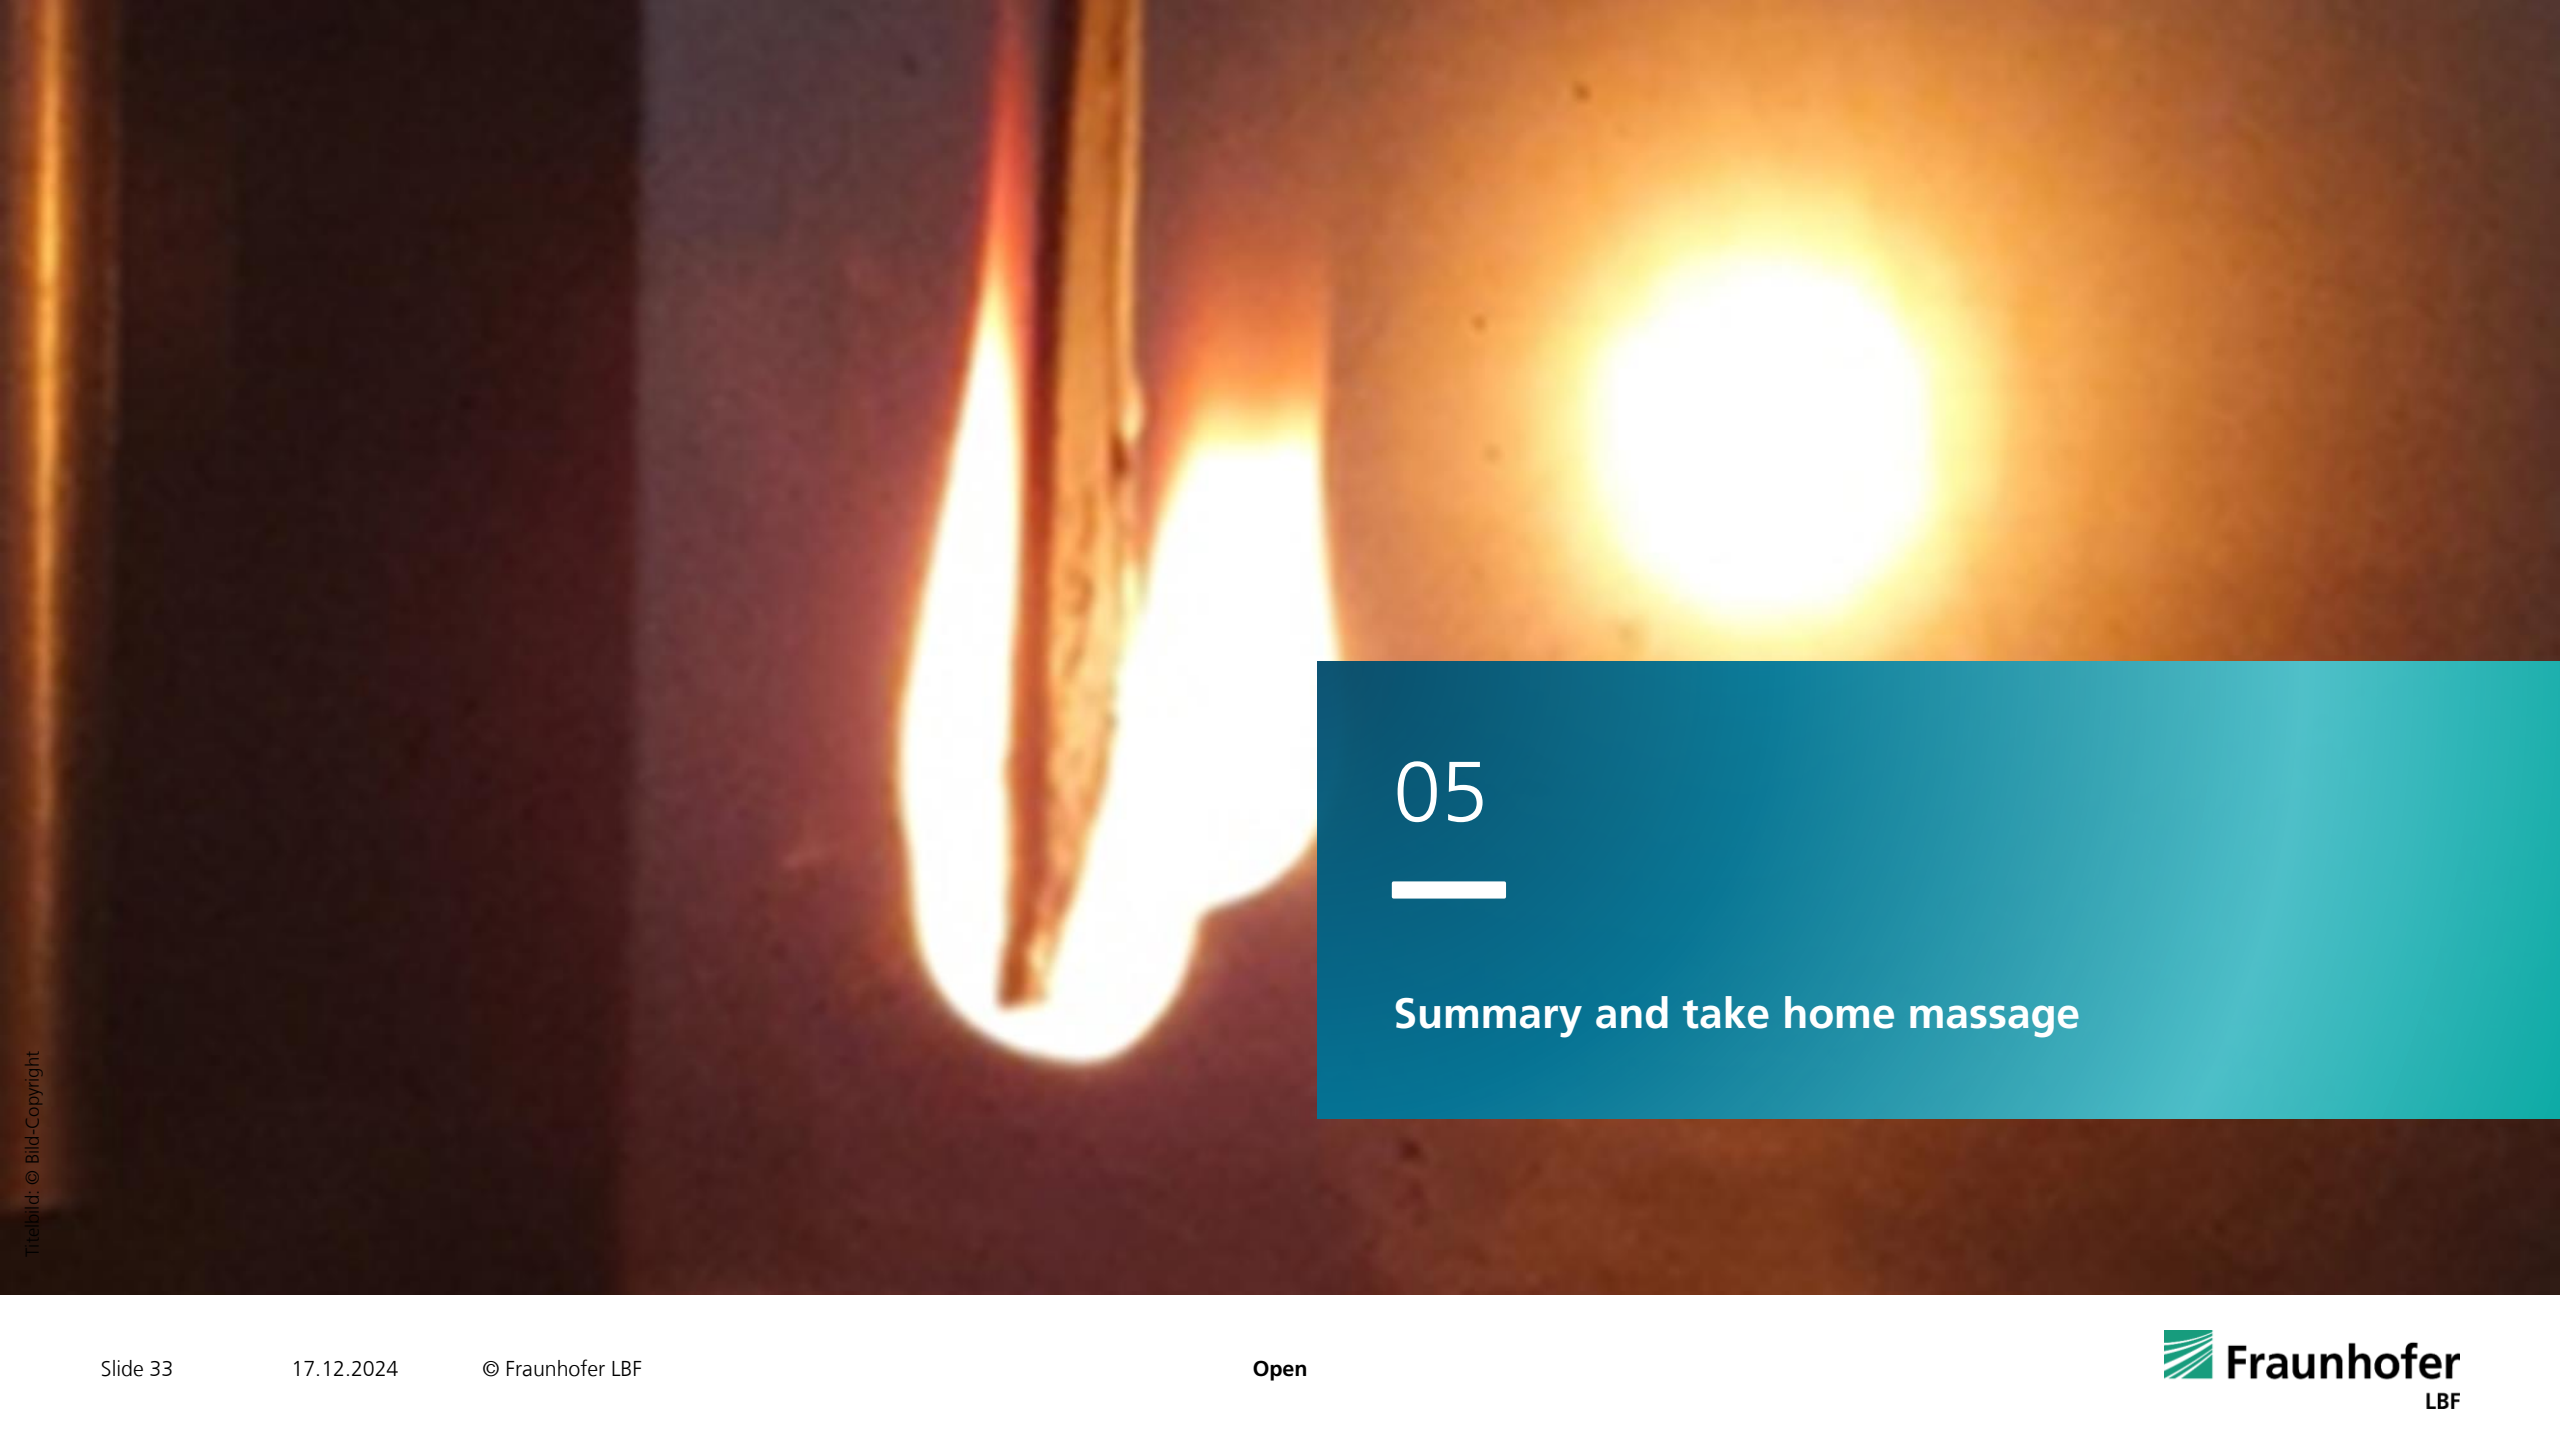 05
Summary and take home massage
Titelbild: © Bild-Copyright
Slide 33
17.12.2024
© Fraunhofer LBF
Open
Fraunhofer
LBF